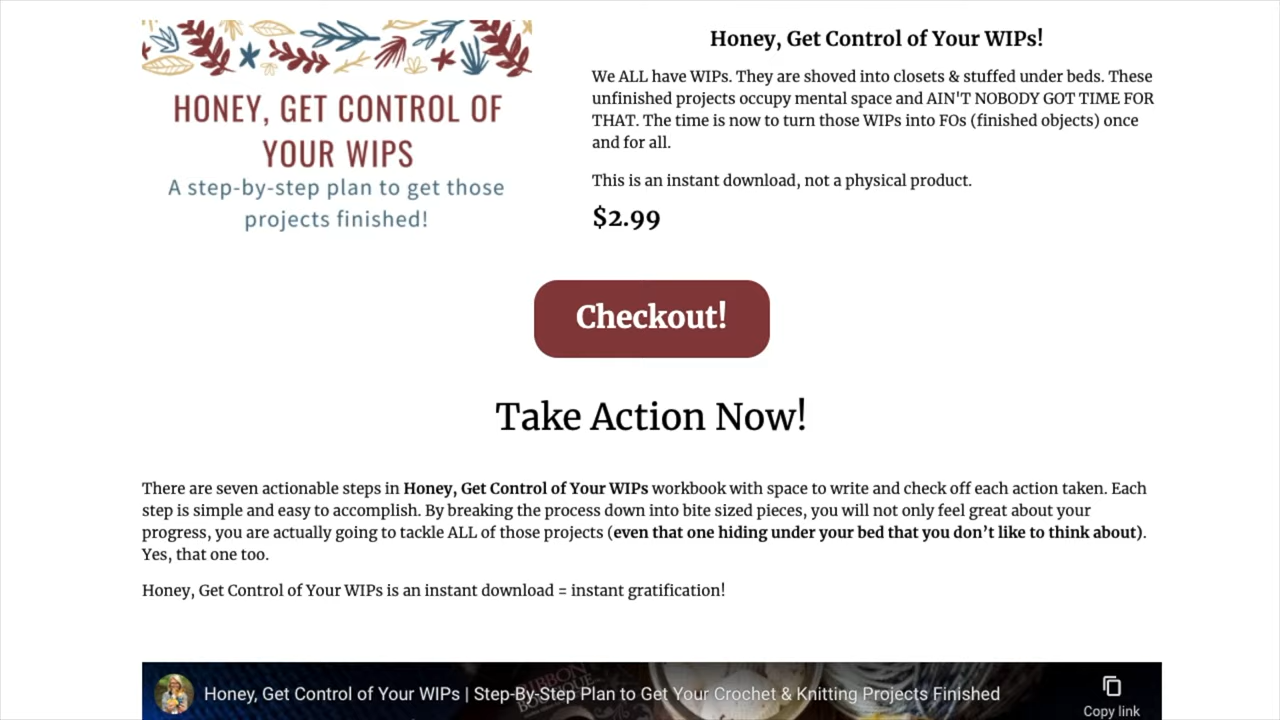 HONEY, GET CONTROL OF
YOUR WIPS
A step-by-step plan to get those
projects finished!
Honey, Get Control of Your WIPs!
We ALL have WIPs. They are shoved into closets & stuffed under beds. These
unfinished projects occupy mental space and AIN'T NOBODY GOT TIME FOR
THAT. The time is now to turn those WIPs into FOs (finished objects) once
and for all.
This is an instant download, not a physical product.
$2.99
Checkout!
Take Action Now!
There are seven actionable steps in Honey, Get Control of Your WIPs workbook with space to write and check off each action taken. Each
step is simple and easy to accomplish. By breaking the process down into bite sized pieces, you will not only feel great about your
progress, you are actually going to tackle ALL of those projects (even that one hiding under your bed that you don’t like to think about).
Yes, that one too.
Honey, Get Control of Your WIPs is an instant download = instant gratification!
Honey, Get Control of Your WIPs | Step-By-Step Plan to Get Your Crochet & Knitting Projects Finished
Copy link